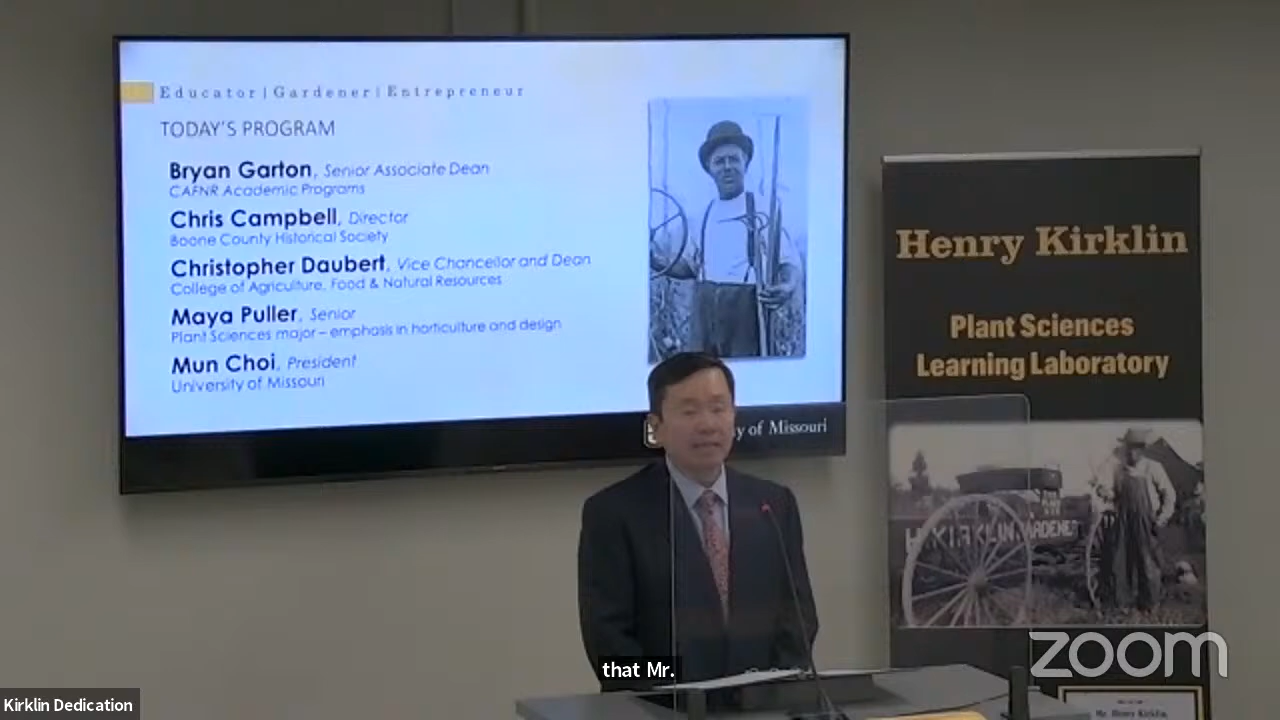 Educator | Gardener | Entrepreneur
TODAY'S PROGRAM
Bryan Garton, Senior Associate Dean
CAFNR Academic Programs
Chris Campbell, Director
Boone County Historical Society
Christopher Daubert, Vice Chancellor and Dean
College of Agriculture, Food & Natural Resources
Maya Puller, Senior
Plant Sciences major – emphasis in horticulture and design
Mun Choi, President
University of Missouri
y of Missouri
Henry Kirklin
Plant Sciences
Learning Laboratory
H. KIRKLIN. GARDENER
zoom
Mr. Henry Kirklin,
that Mr.
Kirklin Dedication